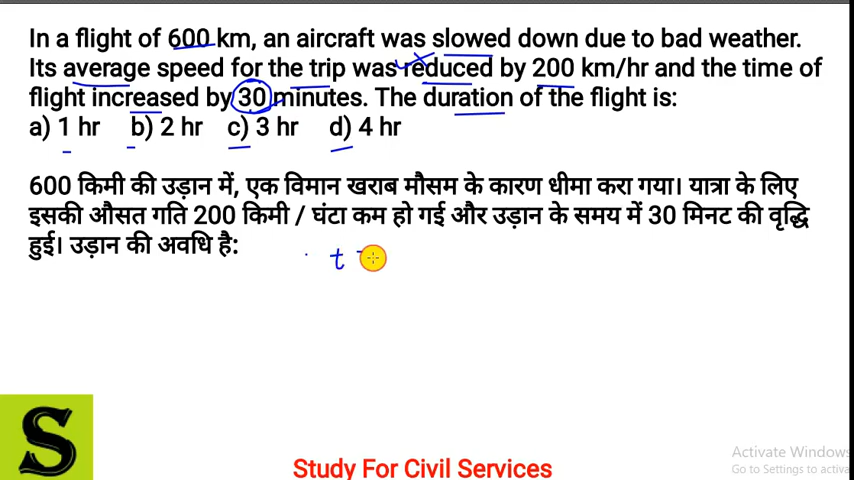 In a flight of 600 km, an aircraft was slowed down due to bad weather.
Its average speed for the trip was reduced by 200 km/hr and the time of
flight increased by 30 minutes. The duration of the flight is:
a) 1 hr b) 2 hr c) 3 hr d) 4 hr
600 किमी की उड़ान में, एक विमान खराब मौसम के कारण धीमा करा गया। यात्रा के लिए
इसकी औसत गति 200 किमी / घंटा कम हो गई और उड़ान के समय में 30 मिनट की वृद्धि
हुई। उड़ान की अवधि है:
t
S
Study For Civil Services
Activate Windows
Go to Settings to activa